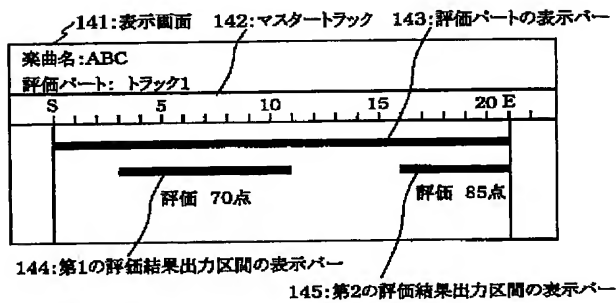 141:表示画面 142:マスタートラック 143:評価パートの表示バー
楽曲名:ABC
評価パート: トラック1
S 5 10 15 20 E
評価 70点 評価 85点
144:第1の評価結果出力区間の表示バー
145:第2の評価結果出力区間の表示バー